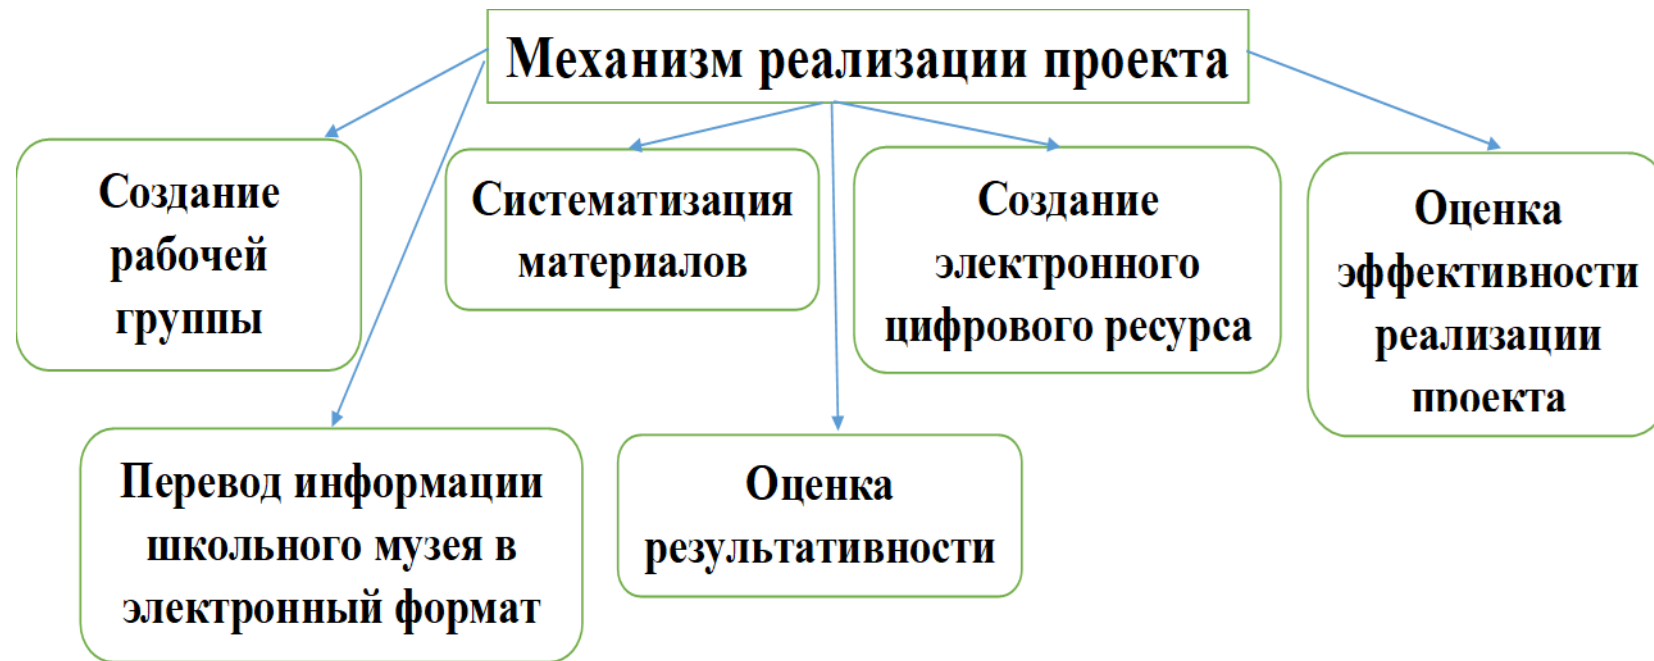 Механизм реализации проекта
Создание
рабочей
группы
Систематизация
материалов
Создание
электронного
цифрового ресурса
Оценка
эффективности
реализации
проекта
Перевод информации
школьного музея в
электронный формат
Оценка
результативности